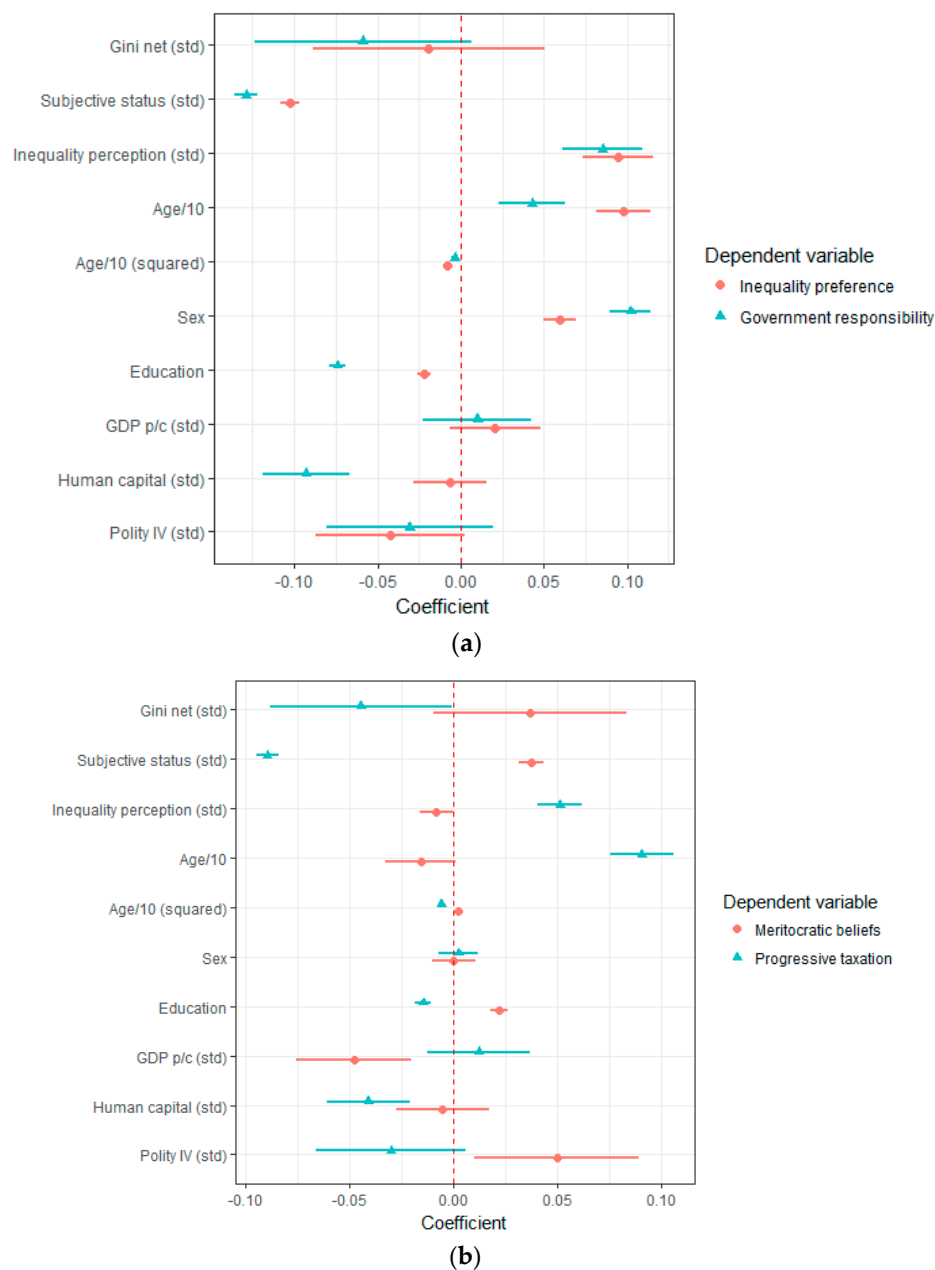 Gini net (std)
Subjective status (std)
Inequality perception (std)
Age/10
Age/10 (squared)
Sex
Education
GDP p/c (std)
Human capital (std)
Polity IV (std)
-0.10 -0.05 0.00 0.05 0.10
Coefficient
Dependent variable
Inequality preference
Government responsibility
(a)
Gini net (std)
Subjective status (std)
Inequality perception (std)
Age/10
Age/10 (squared)
Sex
Education
GDP p/c (std)
Human capital (std)
Polity IV (std)
-0.10 -0.05 0.00 0.05 0.10
Coefficient
Dependent variable
Meritocratic beliefs
Progressive taxation
(b)